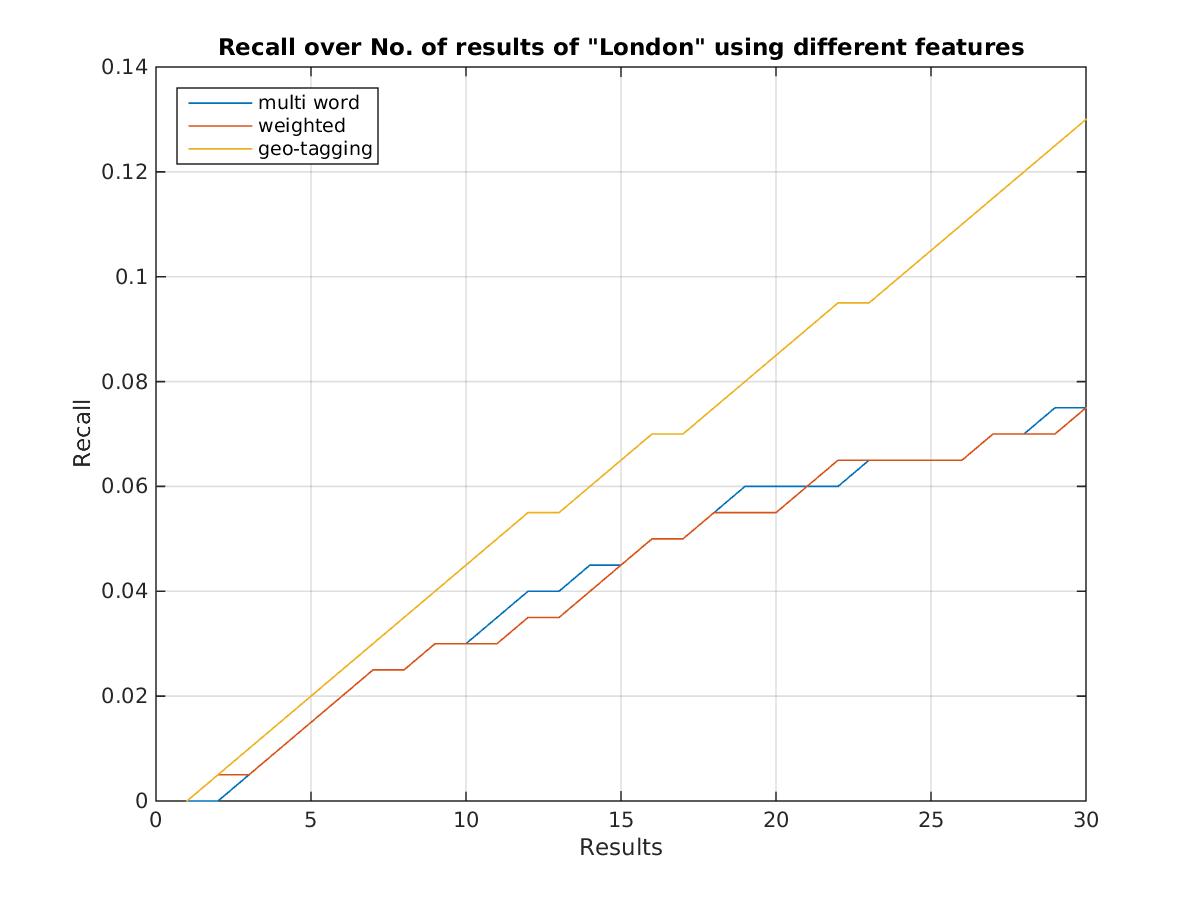 Recall over No. of results of "London" using different features
multi word
weighted
geo-tagging
0.14
0.12
0.1
0.08
0.06
0.04
0.02
0
Recall
0 5 10 15 20 25 30
Results